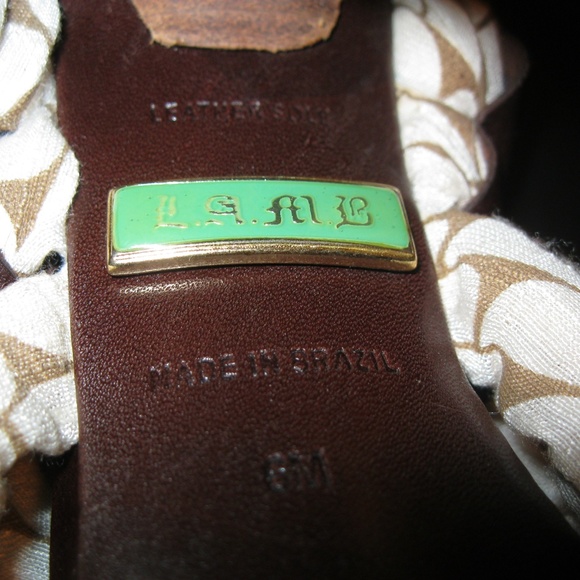 LEATHER SOLE
L.A.M.B
MADE IN BRAZIL
6M